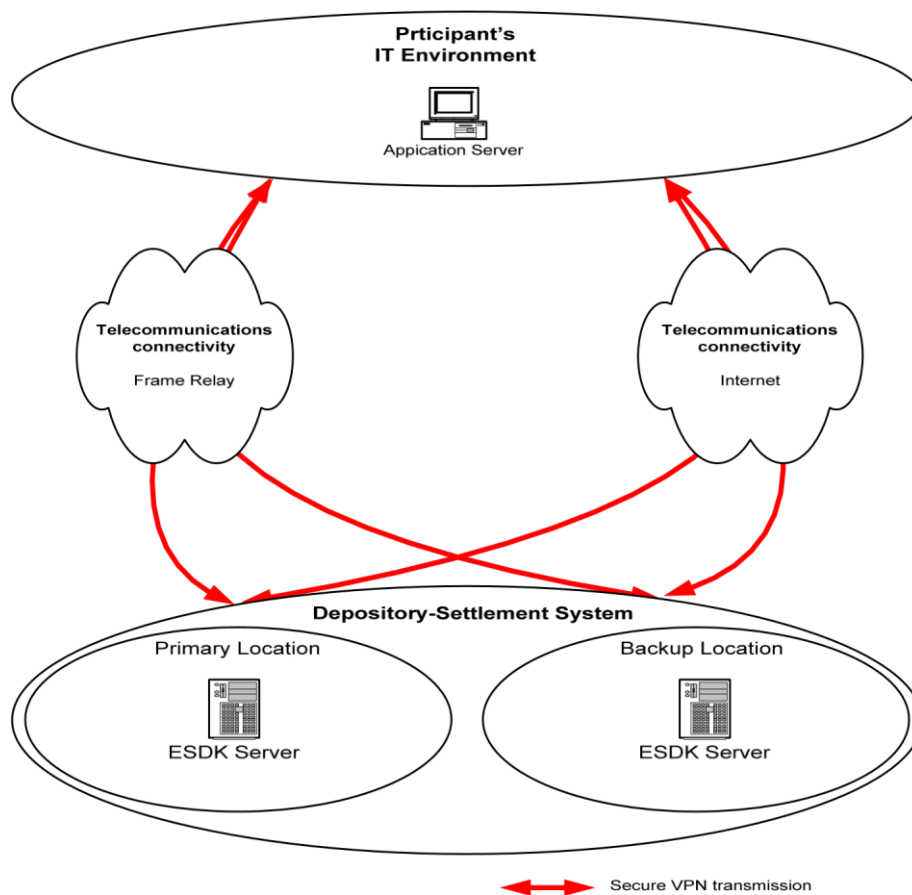 Prticipant's
IT Environment
Appication Server
Telecommunications
connectivity
Frame Relay
Telecommunications
connectivity
Internet
Depository-Settlement System
Primary Location
ESDK Server
Backup Location
ESDK Server
Secure VPN transmission